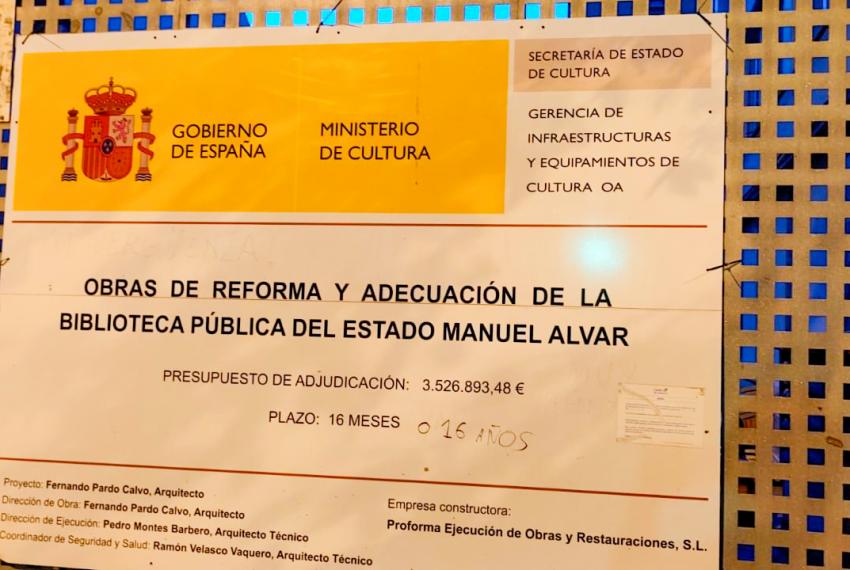 GOBIERNO
DE ESPAÑA
MINISTERIO
DE CULTURA
SECRETARÍA DE ESTADO
DE CULTURA
GERENCIA DE
INFRAESTRUCTURAS
Y EQUIPAMIENTOS DE
CULTURA OA
OBRAS DE REFORMA Y ADECUACIÓN DE LA
BIBLIOTECA PÚBLICA DEL ESTADO MANUEL ALVAR
PRESUPUESTO DE ADJUDICACIÓN: 3.526.893,48 €
PLAZO: 16 MESES O 16 AÑOS
Proyecto: Fernando Pardo Calvo, Arquitecto
Dirección de Obra: Fernando Pardo Calvo, Arquitecto
Dirección de Ejecución: Pedro Montes Barbero, Arquitecto Técnico
Coordinador de Seguridad y Salud: Ramón Velasco Vaquero, Arquitecto Técnico
Empresa constructora:
Proforma Ejecución de Obras y Restauraciones, S.L.